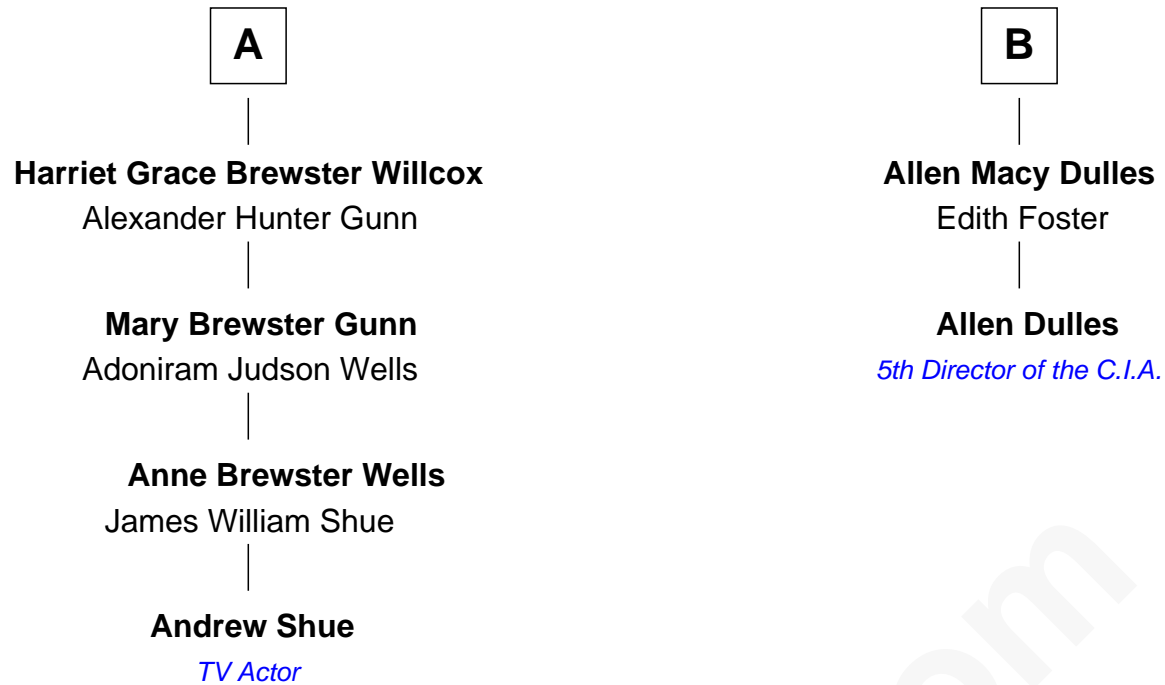 A
Harriet Grace Brewster Willcox
Alexander Hunter Gunn
Mary Brewster Gunn
Adoniram Judson Wells
Anne Brewster Wells
James William Shue
Andrew Shue
TV Actor
B
Allen Macy Dulles
Edith Foster
Allen Dulles
5th Director of the C.I.A.
om